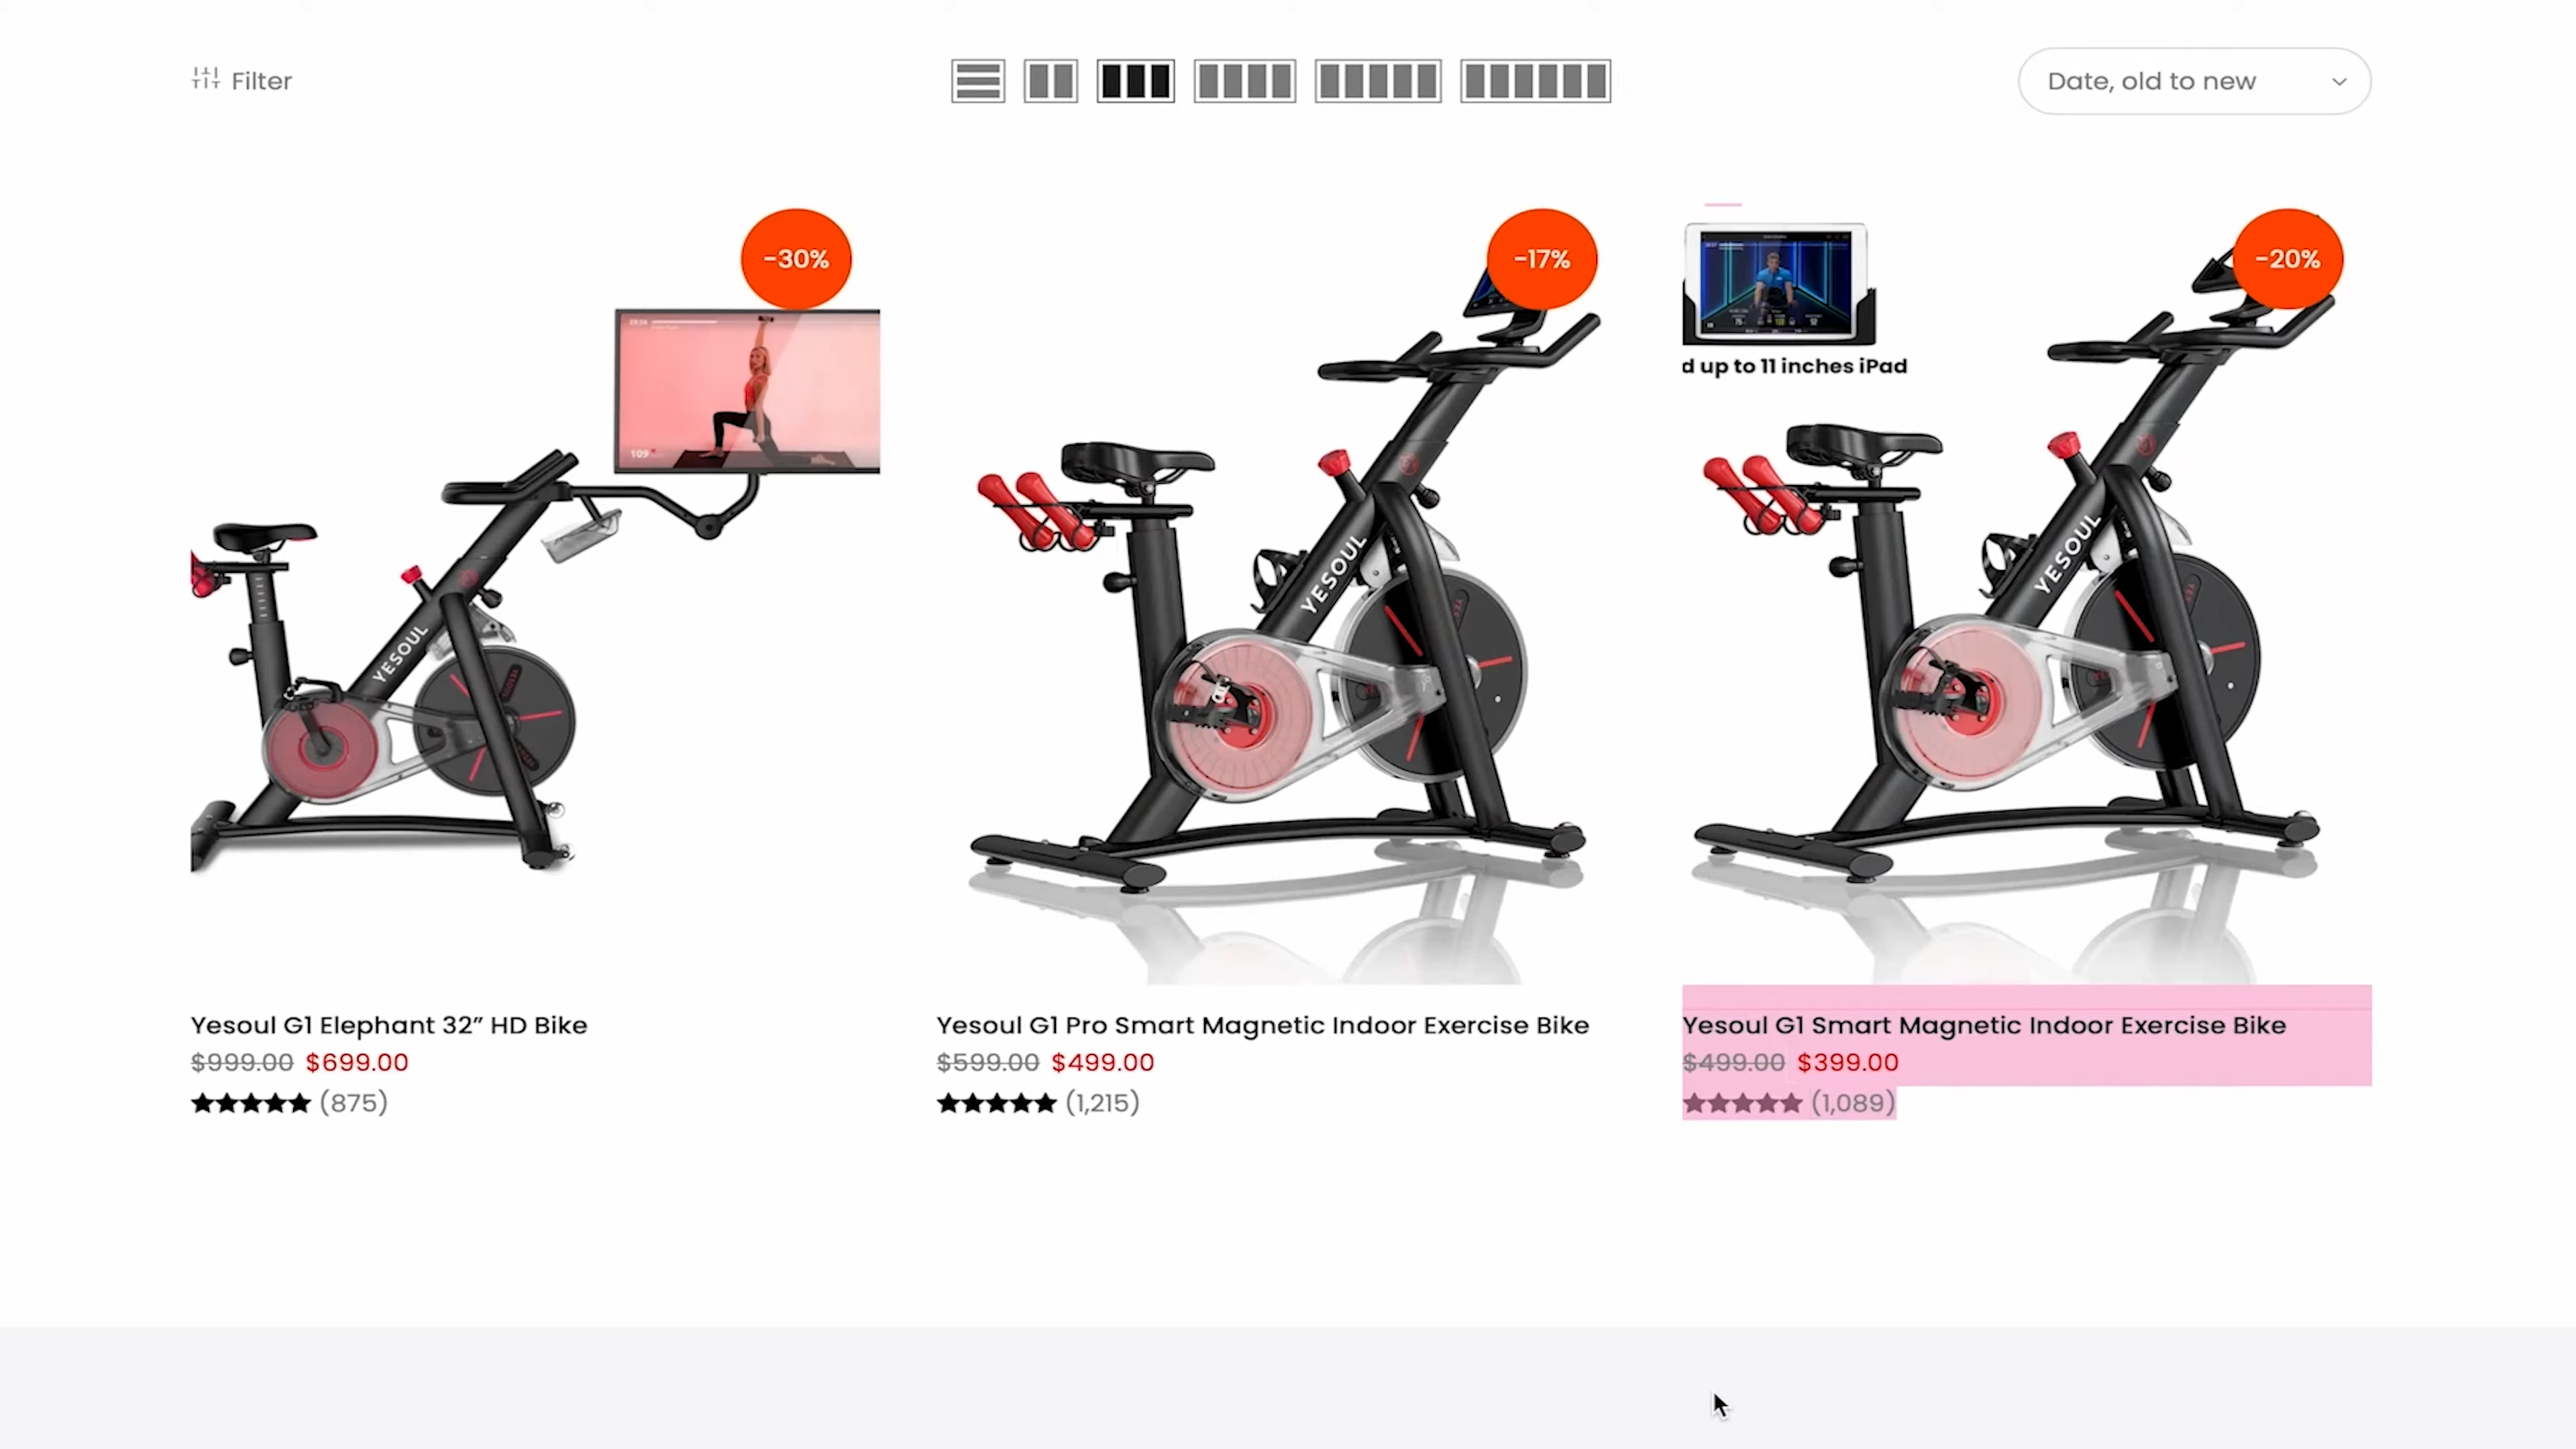 Filter
Date, old to new
-30%
-17%
-20%
d up to 11 inches iPad
109
YESOUL
YESOUL
YESOUL
Yesoul G1 Elephant 32” HD Bike
$999.00 $699.00
★★★★★ (875)
Yesoul G1 Pro Smart Magnetic Indoor Exercise Bike
$599.00 $499.00
★★★★★ (1,215)
Yesoul G1 Smart Magnetic Indoor Exercise Bike
$499.00 $399.00
★★★★★ (1,089)